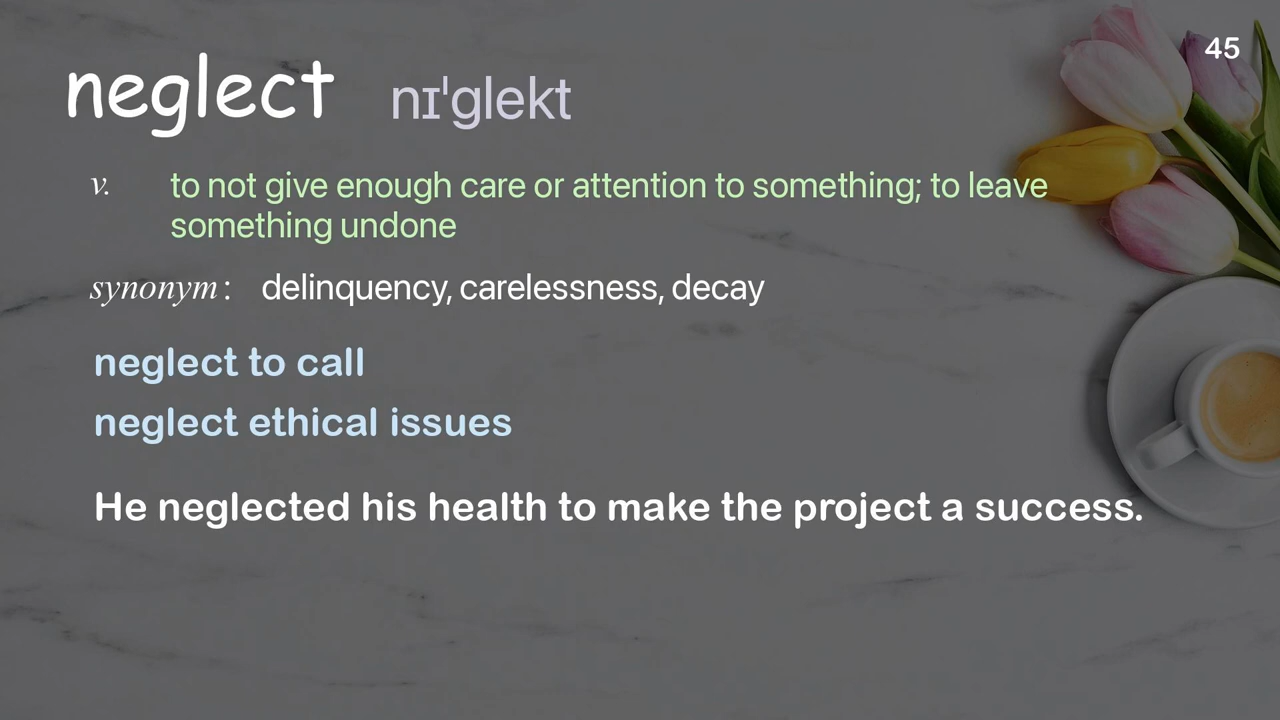 45
neglect nɪˈglekt
v. to not give enough care or attention to something; to leave
something undone
synonym : delinquency, carelessness, decay
neglect to call
neglect ethical issues
He neglected his health to make the project a success.